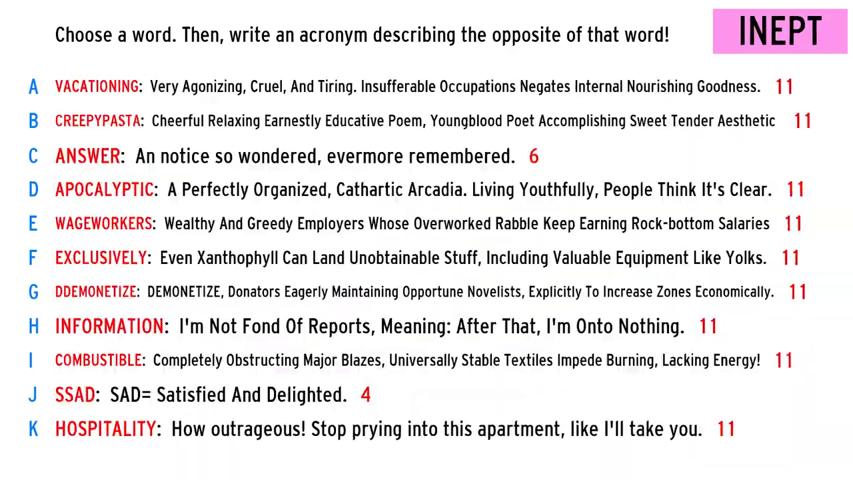 Choose a word. Then, write an acronym describing the opposite of that word!
INEPT
A VACATIONING: Very Agonizing, Cruel, And Tiring. Insufferable Occupations Negates Internal Nourishing Goodness. 11
B CREEPYPASTA: Cheerful Relaxing Earnestly Educative Poem, Youngblood Poet Accomplishing Sweet Tender Aesthetic 11
C ANSWER: An notice so wondered, evermore remembered. 6
D APOCALYPTIC: A Perfectly Organized, Cathartic Arcadia. Living Youthfully, People Think It's Clear. 11
E WAGEWORKERS: Wealthy And Greedy Employers Whose Overworked Rabble Keep Earning Rock-bottom Salaries 11
F EXCLUSIVELY: Even Xanthophyll Can Land Unobtainable Stuff, Including Valuable Equipment Like Yolks. 11
G DDEMONETIZE: DEMONETIZE, Donators Eagerly Maintaining Opportune Novelists, Explicitly To Increase Zones Economically. 11
H INFORMATION: I'm Not Fond Of Reports, Meaning: After That, I'm Onto Nothing. 11
I COMBUSTIBLE: Completely Obstructing Major Blazes, Universally Stable Textiles Impede Burning, Lacking Energy! 11
J SSAD: SAD= Satisfied And Delighted. 4
K HOSPITALITY: How outrageous! Stop prying into this apartment, like I'll take you. 11